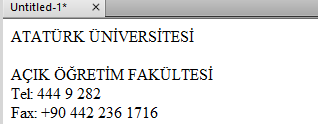 Untitled-1* ×
ATATÜRK ÜNİVERSİTESİ
AÇIK ÖĞRETİM FAKÜLTESİ
Tel: 444 9 282
Fax: +90 442 236 1716